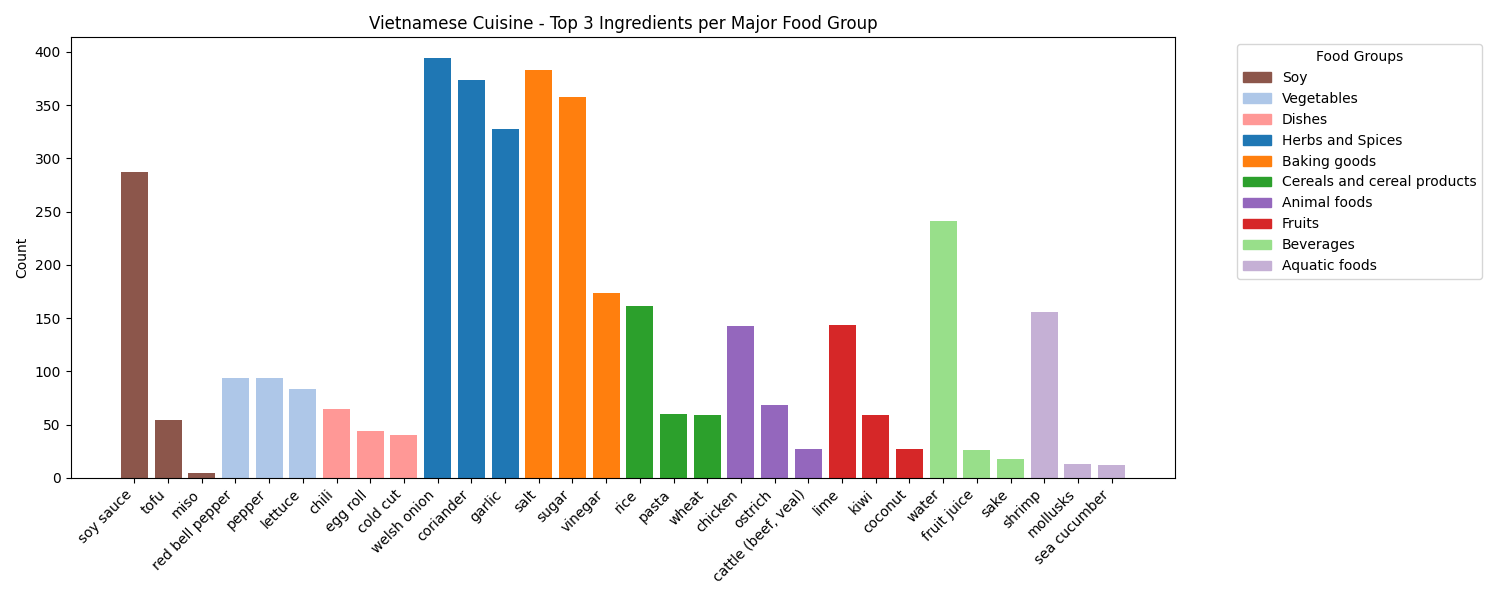 Vietnamese Cuisine - Top 3 Ingredients per Major Food Group
Count
400
350
300
250
200
150
100
50
0
soy sauce
tofu
miso
red bell pepper
pepper
lettuce
chili
egg roll
cold cut
welsh onion
coriander
garlic
salt
sugar
vinegar
rice
pasta
wheat
chicken
ostrich
cattle (beef, veal)
lime
kiwi
coconut
water
fruit juice
sake
shrimp
mollusks
sea cucumber
Food Groups
Soy
Vegetables
Dishes
Herbs and Spices
Baking goods
Cereals and cereal products
Animal foods
Fruits
Beverages
Aquatic foods